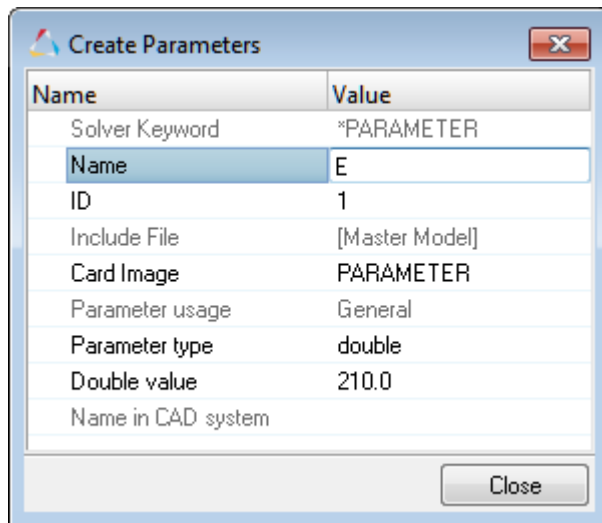 Create Parameters
Name Value
Solver Keyword *PARAMETER
Name E
ID 1
Include File [Master Model]
Card Image PARAMETER
Parameter usage General
Parameter type double
Double value 210.0
Name in CAD system
Close